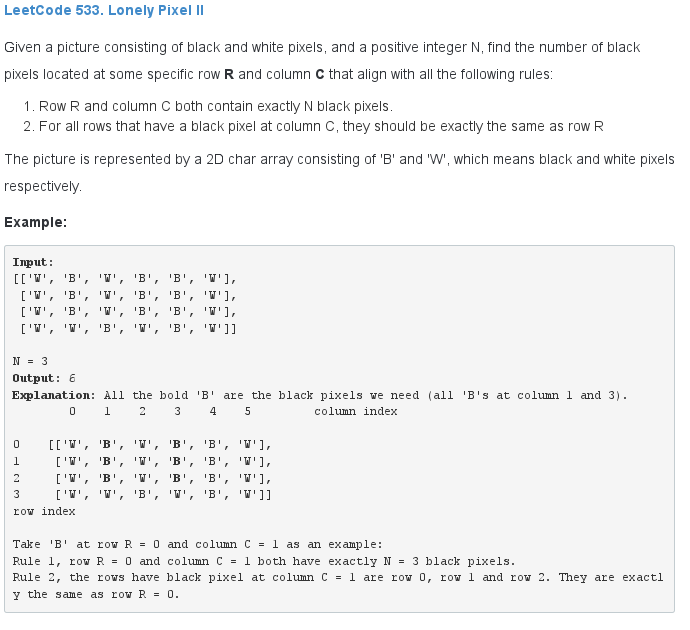 LeetCode 533. Lonely Pixel II
Given a picture consisting of black and white pixels, and a positive integer N, find the number of black
pixels located at some specific row R and column C that align with all the following rules:
1. Row R and column C both contain exactly N black pixels.
2. For all rows that have a black pixel at column C, they should be exactly the same as row R
The picture is represented by a 2D char array consisting of 'B' and 'W', which means black and white pixels
respectively.
Example:
Input:
[['W', 'B', 'W', 'B', 'B', 'W'],
['W', 'B', 'W', 'B', 'B', 'W'],
['W', 'B', 'W', 'B', 'B', 'W'],
['W', 'W', 'B', 'W', 'B', 'W']]
N = 3
Output: 6
Explanation: All the bold 'B' are the black pixels we need (all 'B's at column 1 and 3).
0 1 2 3 4 5 column index
0 [['W', 'B', 'W', 'B', 'B', 'W'],
1 ['W', 'B', 'W', 'B', 'B', 'W'],
2 ['W', 'B', 'W', 'B', 'B', 'W'],
3 ['W', 'W', 'B', 'W', 'B', 'W']]
row index
Take 'B' at row R = 0 and column C = 1 as an example:
Rule 1, row R = 0 and column C = 1 both have exactly N = 3 black pixels.
Rule 2, the rows have black pixel at column C = 1 are row 0, row 1 and row 2. They are exactl
y the same as row R = 0.